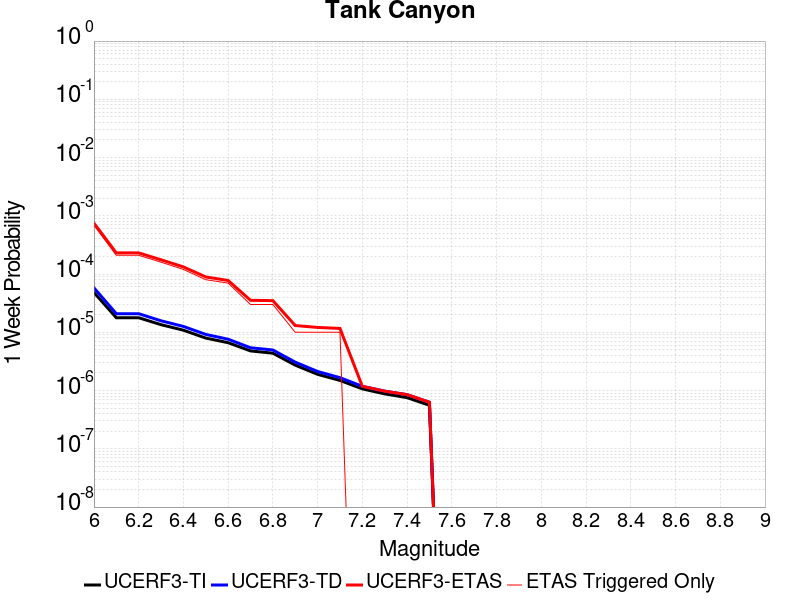 Tank Canyon
10^0
10^-1
10^-2
10^-3
10^-4
10^-5
10^-6
10^-7
10^-8
1 Week Probability
6 6.2 6.4 6.6 6.8 7 7.2 7.4 7.6 7.8 8 8.2 8.4 8.6 8.8 9
Magnitude
UCERF3-TI UCERF3-TD UCERF3-ETAS ETAS Triggered Only